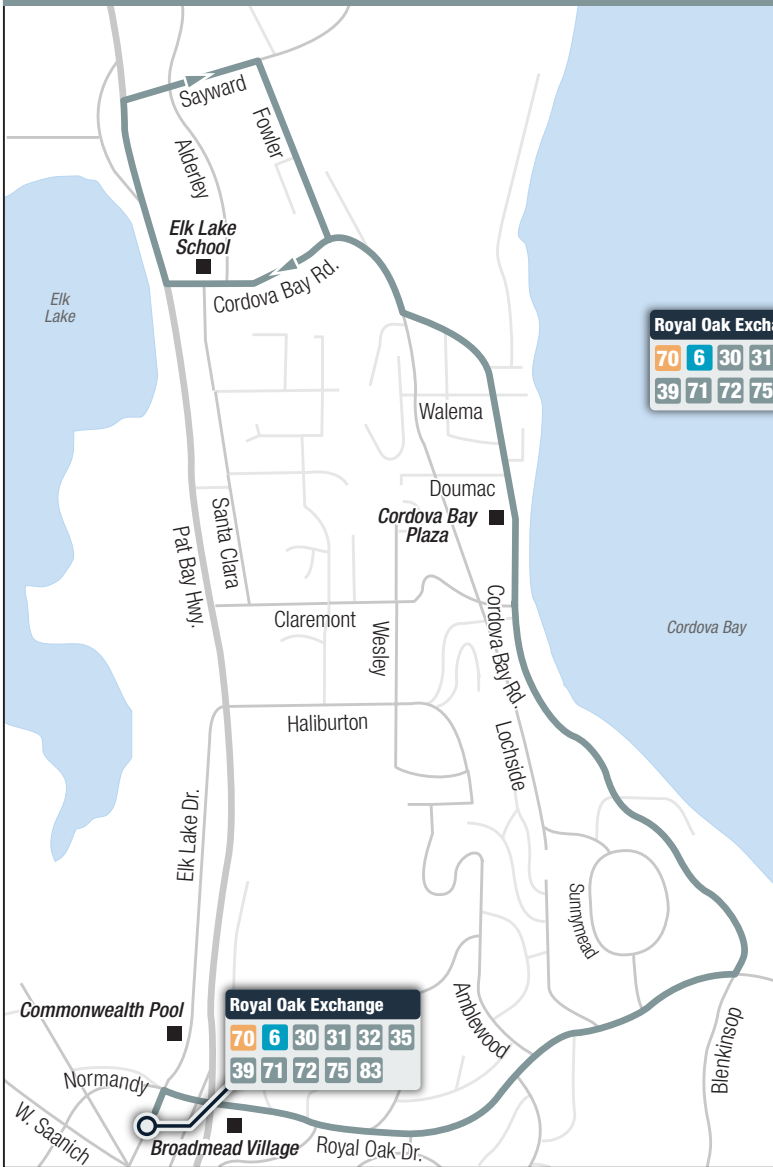 Sayward
Fowler
Alderley
Elk Lake
School
Cordova Bay Rd.
Elk
Lake
Royal Oak Excha
70 6 30 31
39 71 72 75
Walema
Doumac
Cordova Bay
Plaza
Santa Clara
Pat Bay Hwy.
Claremont
Wesley
Cordova Bay Rd.
Cordova Bay
Haliburton
Lochside
Elk Lake Dr.
Sunnymead
Commonwealth Pool
Royal Oak Exchange
70 6 30 31 32 35
39 71 72 75 83
Amblewood
Blenkinsop
Normandy
W. Saanich
Broadmead Village
Royal Oak Dr.